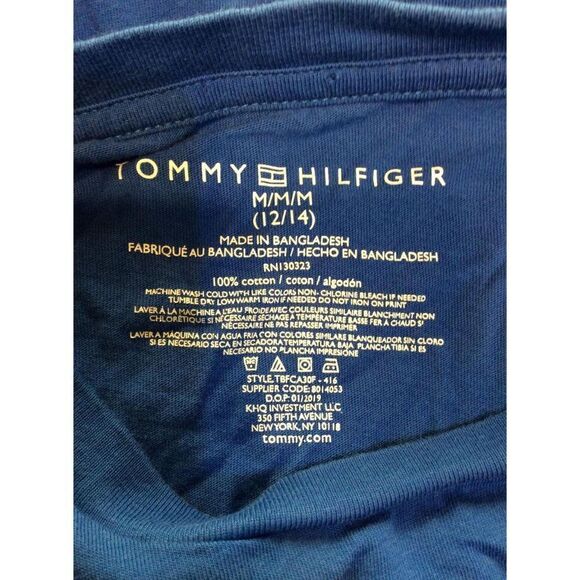 TOMMY HILFIGER
M/M/M
(12/14)
MADE IN BANGLADESH
FABRIQUÉ AU BANGLADESH / HECHO EN BANGLADESH
RN130323
100% cotton / coton / algodón
MACHINE WASH COLD WITH LIKE COLORS NON- CHLORINE BLEACH IF NEEDED
TUMBLE DRY LOW WARM IRON IF NEEDED DO NOT IRON ON PRINT
LAVER À LA MACHINE A L'EAU FROIDE AVEC COULEURS SIMILAIRE BLANCHIMENT NON
CHLORÉTIQUE SI NÉCESSAIRE SÉCHAGE A TEMPÉRATURE BASSE FER À CHAUD SI
NÉCESSAIRE NE PAS REPASSER IMPRIMER
LAVER A MÁQUINA CON AGUA FRIA CON COLORES SIMILAR BLANQUEADOR SIN CLORO
SI ES NECESARIO SECA EN SECADORA TEMPERATURA BAJA. PLANCHA TIBIA SI ES
NECESARIO NO PLANCHA IMPRESIÓN
STYLE. TBFCA30F - 416
SUPPLIER CODE: 8014053
D.O.P: 01/2019
KHQ INVESTMENT LLC
350 FIFTH AVENUE
NEW YORK, NY 10118
tommy.com